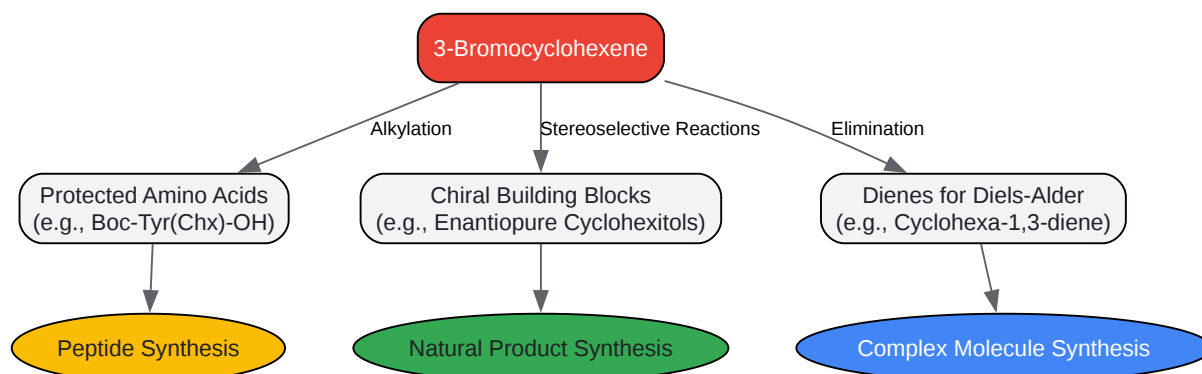 3-Bromocyclohexene
Alkylation
Stereoselective Reactions
Elimination
Protected Amino Acids
(e.g., Boc-Tyr(Chx)-OH)
Chiral Building Blocks
(e.g., Enantiopure Cyclohexitols)
Dienes for Diels-Alder
(e.g., Cyclohexa-1,3-diene)
Peptide Synthesis
Natural Product Synthesis
Complex Molecule Synthesis